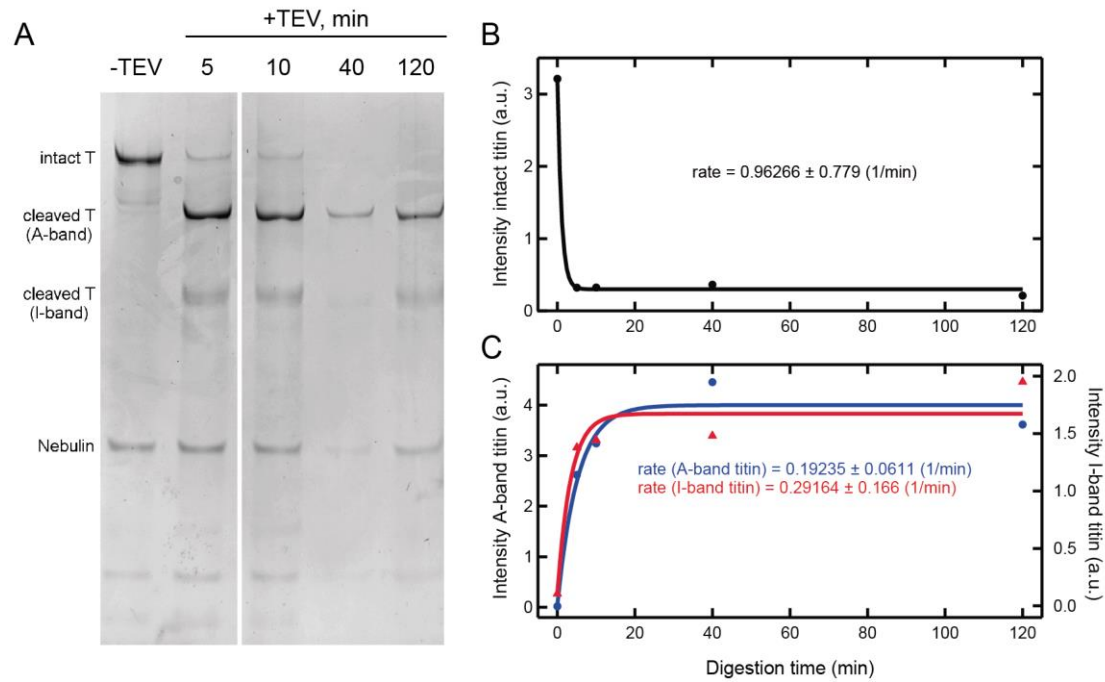 A
+TEV, min
-TEV 5 10 40 120
intact T
cleaved T
(A-band)
cleaved T
(I-band)
Nebulin
B
Intensity intact titin (a.u.)
3
2
1
0
rate = 0.96266 ± 0.779 (1/min)
0 20 40 60 80 100 120
C
Intensity A-band titin (a.u.)
4
3
2
1
0
rate (A-band titin) = 0.19235 ± 0.0611 (1/min)
rate (I-band titin) = 0.29164 ± 0.166 (1/min)
2.0
1.5
1.0
0.5
0.0
Intensity I-band titin (a.u.)
0 20 40 60 80 100 120
Digestion time (min)